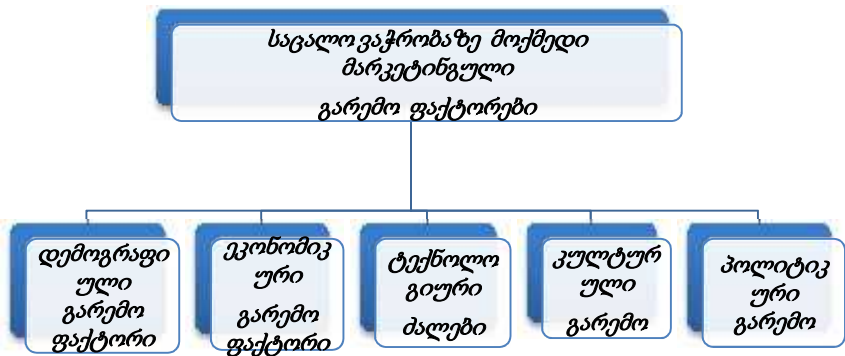 საცალო ვაჭრობაზე მოქმედი
მარკეტინგული
გარემო ფაქტორები
დემოგრაფი
ული
გარემო
ფაქტორი
ეკონომიკ
ური
გარემო
ფაქტორი
ტექნოლო
გიური
ძალები
კულტურ
ული
გარემო
პოლიტიკ
ური
გარემო